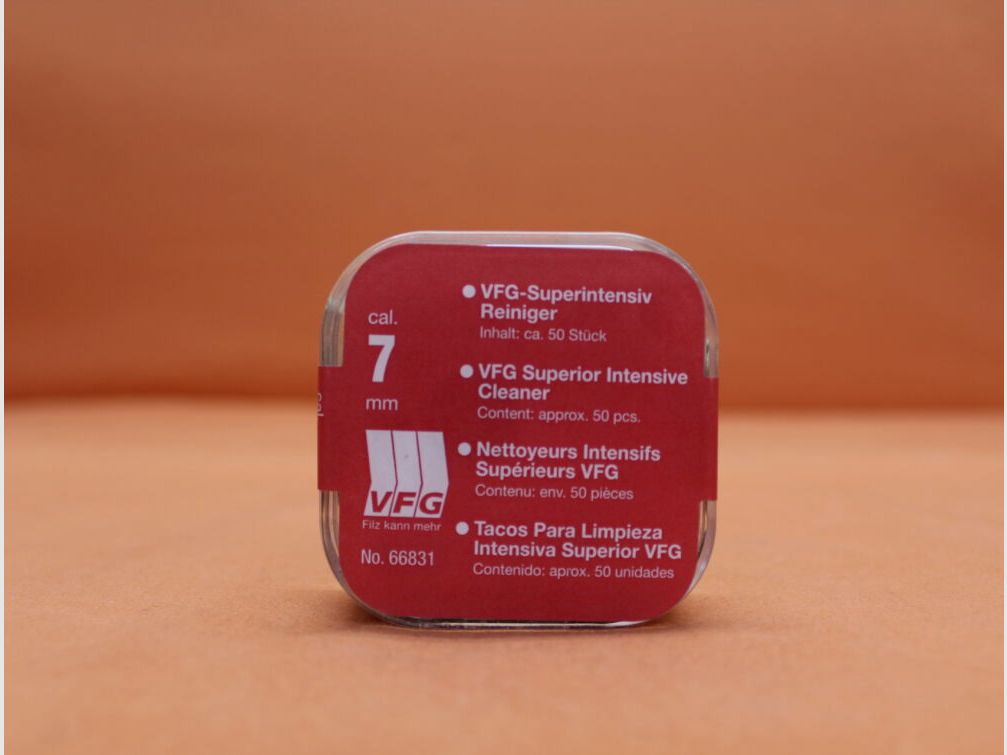 cal.
7
mm
VFG
Filz kann mehr
No. 66831
VFG-Superintensiv
Reiniger
Inhalt: ca. 50 Stück
VFG Superior Intensive
Cleaner
Content: approx. 50 pcs.
Nettoyeurs Intensifs
Supérieurs VFG
Contenu: env. 50 pièces
Tacos Para Limpieza
Intensiva Superior VFG
Contenido: aprox. 50 unidades